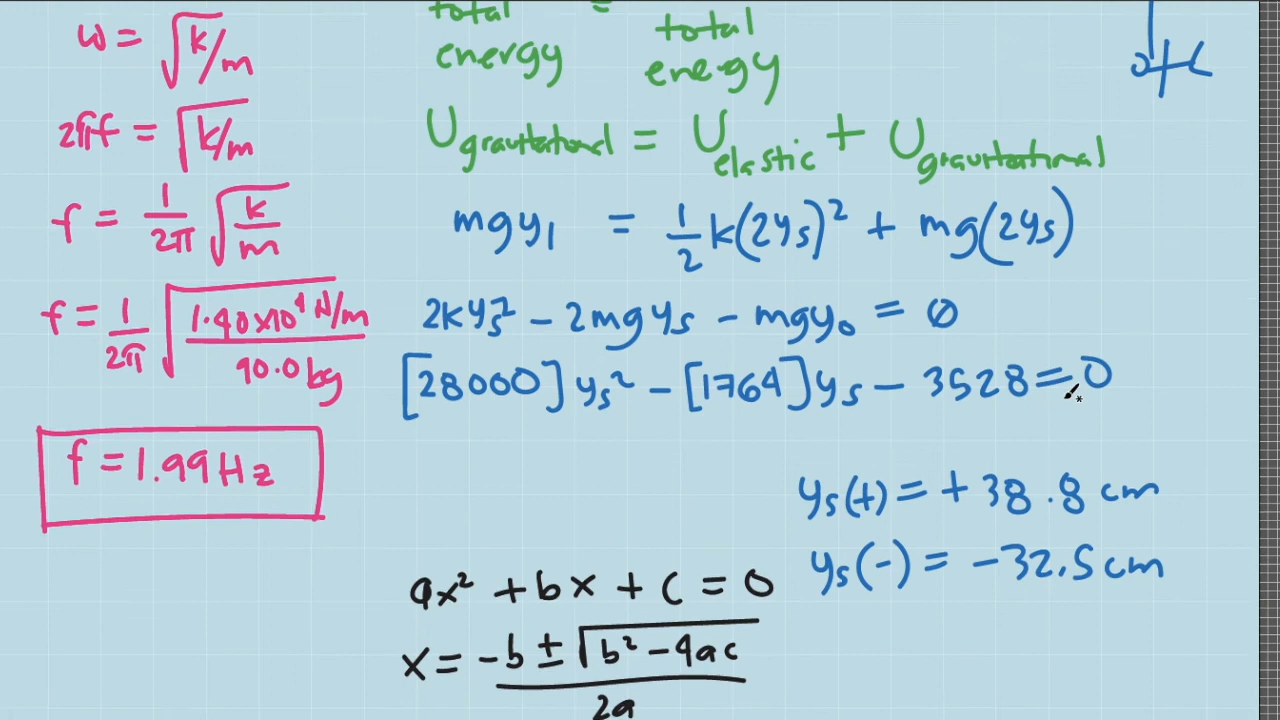 ω = √k/m
2πf = √k/m
f = 1/2π √k/m
f = 1/2π √1.40x10⁴ N/m / 90.0 kg
f = 1.99 Hz
total = total
energy energy
Ugravitational = Uelastic + Ugravitational
mgy₁ = 1/2 k(2ys)² + mg(2ys)
2kys² - 2mgys - mgy₀ = 0
[28000] ys² - [1764] ys - 3528 = 0
ys(+) = + 38.8 cm
ys(-) = - 32.5 cm
ax² + bx + c = 0
x = -b ± √b² - 4ac / 2a